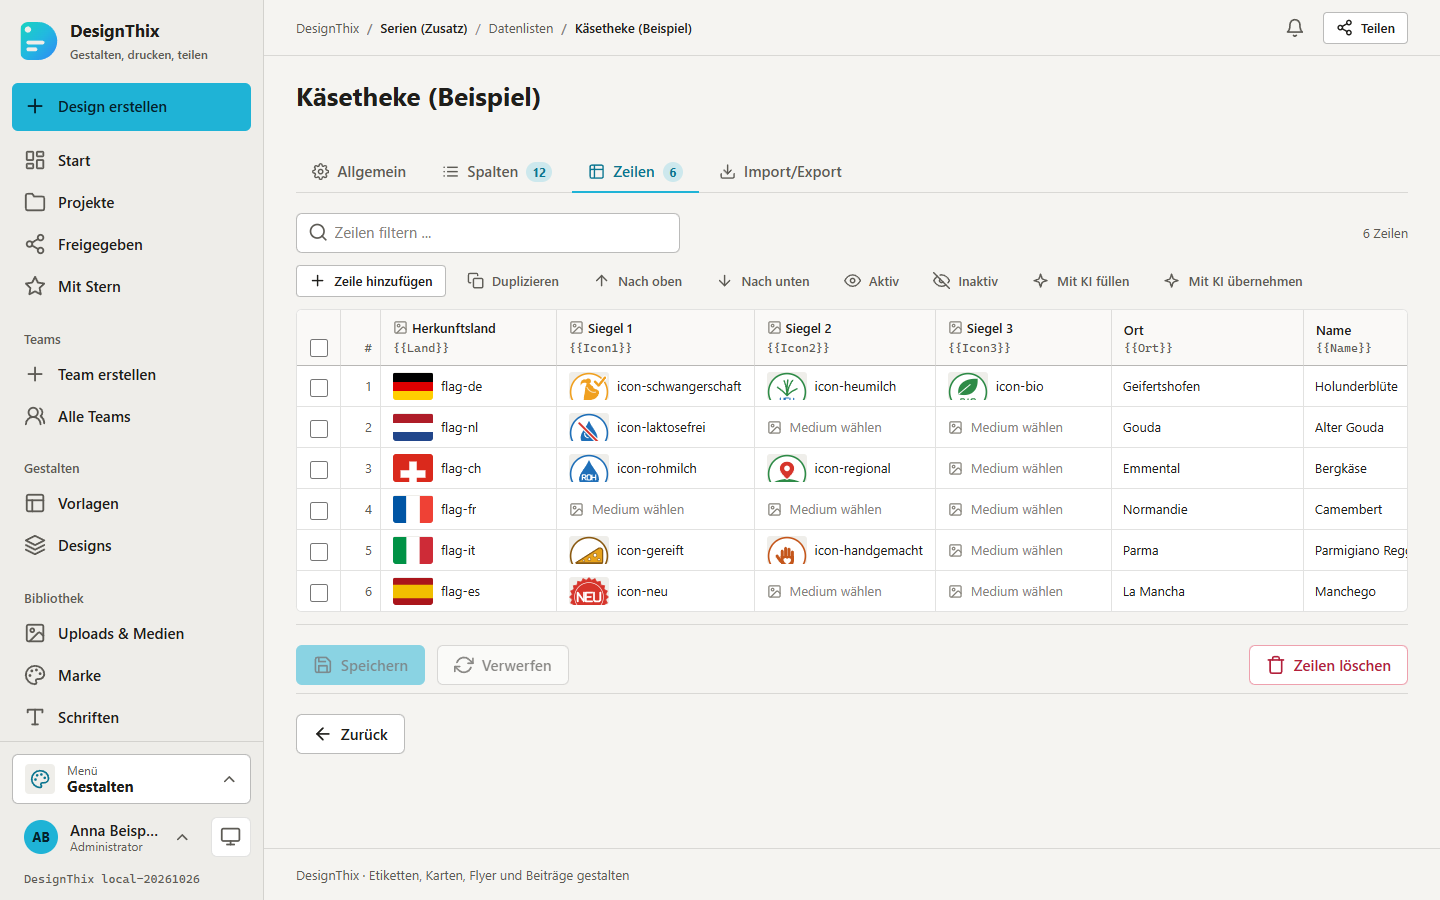 DesignThix
Gestalten, drucken, teilen
Design erstellen
Start
Projekte
Freigegeben
Mit Stern
Teams
Team erstellen
Alle Teams
Gestalten
Vorlagen
Designs
Bibliothek
Uploads & Medien
Marke
Schriften
Menü
Gestalten
AB
Anna Beisp...
Administrator
DesignThix local-20261026
DesignThix / Serien (Zusatz) / Datenlisten / Käsetheke (Beispiel)
Teilen
Käsetheke (Beispiel)
Allgemein
Spalten 12
Zeilen 6
Import/Export
Zeilen filtern ...
6 Zeilen
Zeile hinzufügen
Duplizieren
Nach oben
Nach unten
Aktiv
Inaktiv
Mit KI füllen
Mit KI übernehmen
# Herkunftsland {{Land}} Siegel 1 {{Icon1}} Siegel 2 {{Icon2}} Siegel 3 {{Icon3}} Ort {{Ort}} Name {{Name}}
1 flag-de icon-schwangerschaft icon-heumilch icon-bio Geifertshofen Holunderblüte
2 flag-nl icon-laktosefrei Medium wählen Medium wählen Gouda Alter Gouda
3 flag-ch ROH icon-rohmilch icon-regional Medium wählen Emmental Bergkäse
4 flag-fr Medium wählen Medium wählen Medium wählen Normandie Camembert
5 flag-it icon-gereift icon-handgemacht Medium wählen Parma Parmigiano Regg
6 flag-es NEU icon-neu Medium wählen Medium wählen La Mancha Manchego
Speichern
Verwerfen
Zeilen löschen
Zurück
DesignThix · Etiketten, Karten, Flyer und Beiträge gestalten